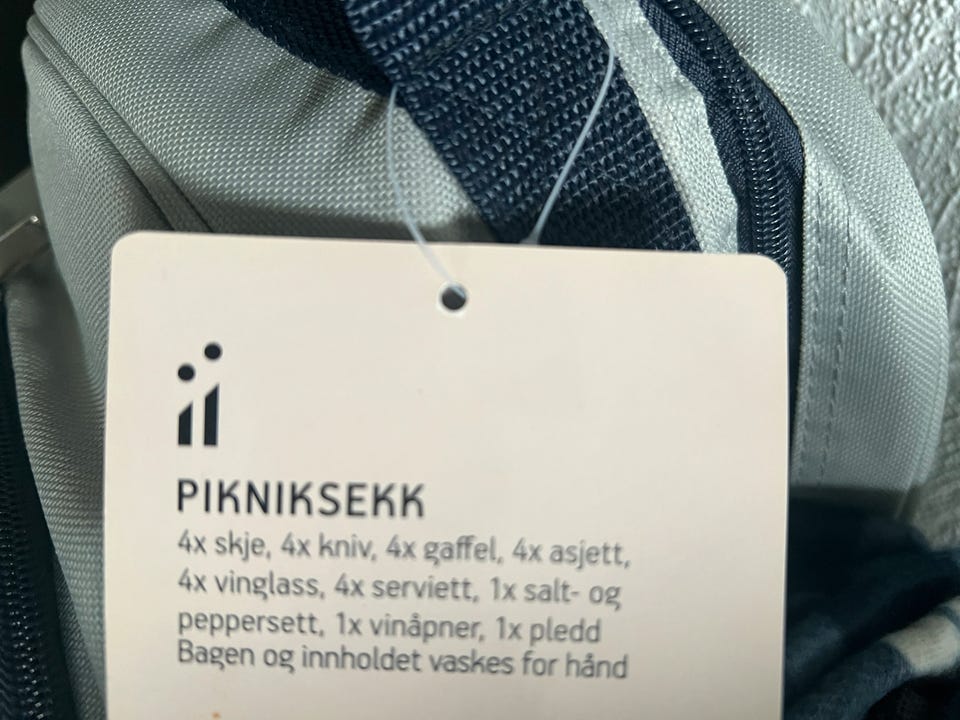 PIKNIKSEKK
4x skje, 4x kniv, 4x gaffel, 4x asjett,
4x vinglass, 4x serviett, 1x salt- og
peppersett, 1x vinåpner, 1x pledd
Bagen og innholdet vaskes for hånd